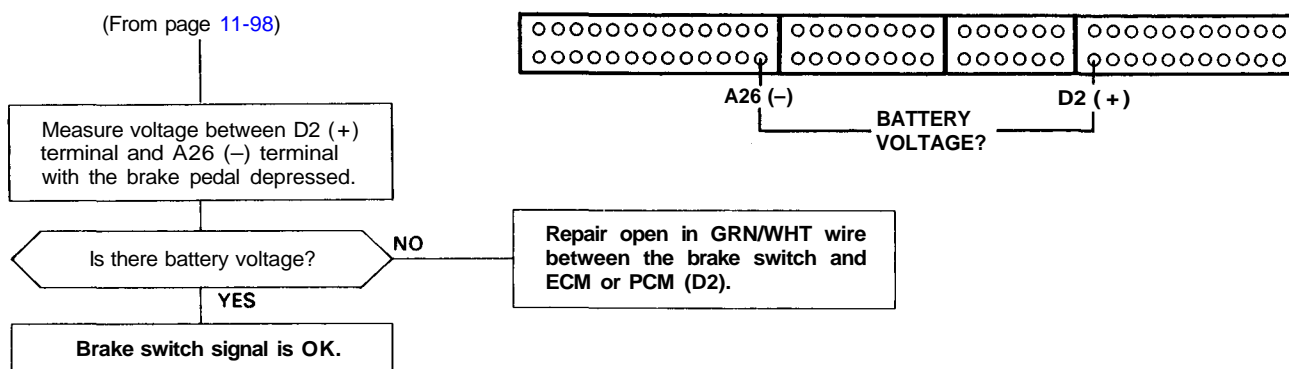 (From page 11-98)
A26 (–)
D2 (+)
BATTERY
VOLTAGE?
Measure voltage between D2 (+)
terminal and A26 (–) terminal
with the brake pedal depressed.
Is there battery voltage?
NO
Repair open in GRN/WHT wire
between the brake switch and
ECM or PCM (D2).
YES
Brake switch signal is OK.